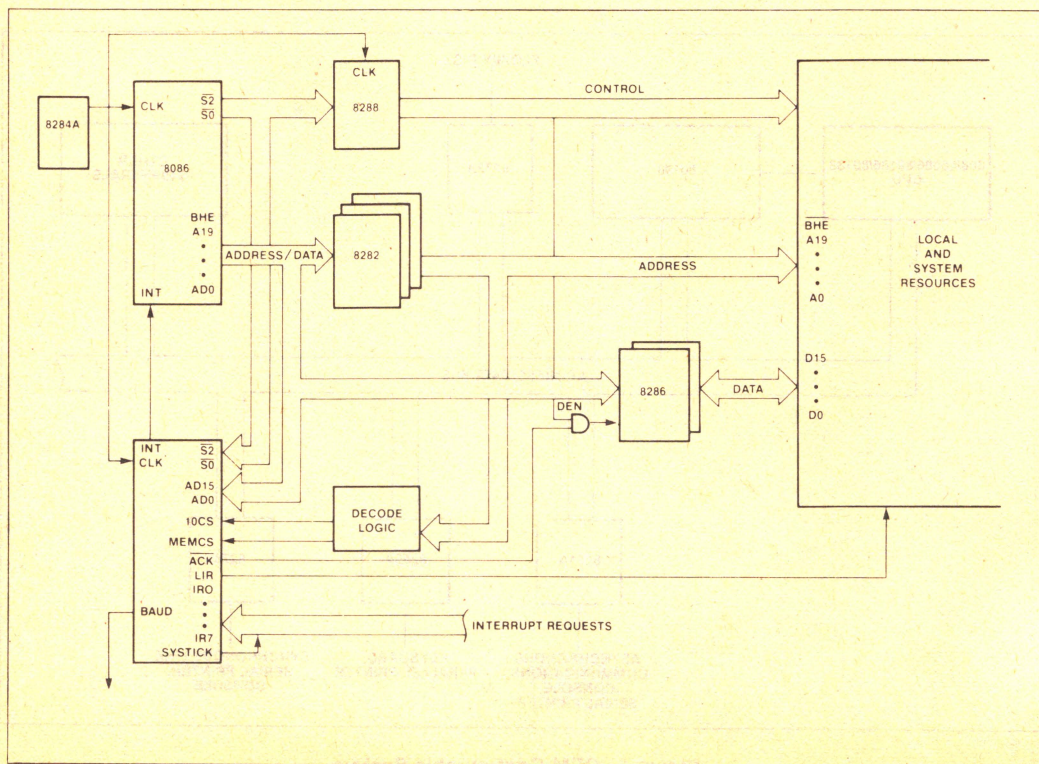 CLK
8284A
CLK
S2
S0
8086
BHE
A19
AD0
INT
8288
CONTROL
ADDRESS/DATA
8282
ADDRESS
BHE
A19
A0
LOCAL
AND
SYSTEM
RESOURCES
D15
D0
8286
DATA
DEN
INT
CLK
S2
S0
AD15
AD0
10CS
MEMCS
ACK
LIR
IR0
IR7
SYSTICK
BAUD
DECODE
LOGIC
INTERRUPT REQUESTS